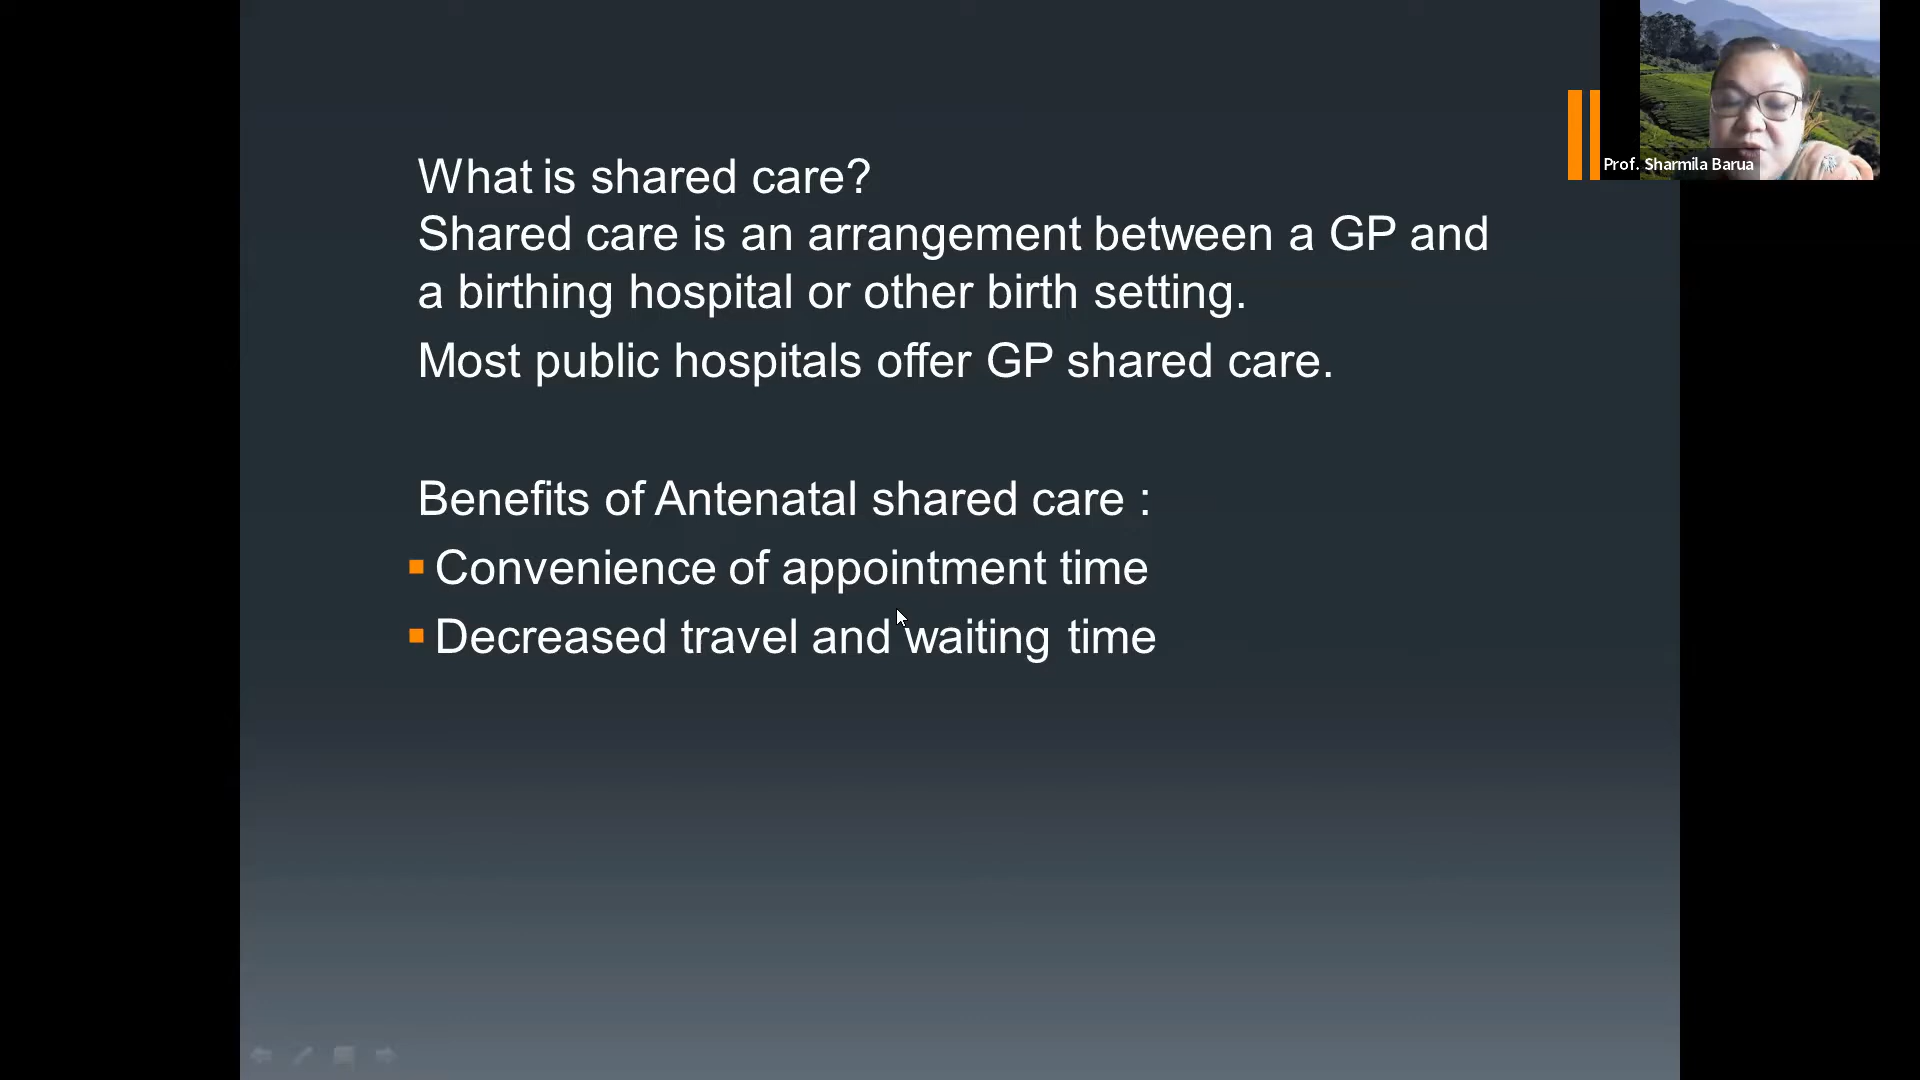 What is shared care?
Shared care is an arrangement between a GP and
a birthing hospital or other birth setting.
Most public hospitals offer GP shared care.
Benefits of Antenatal shared care :
Convenience of appointment time
Decreased travel and waiting time
Prof. Sharmila Barua